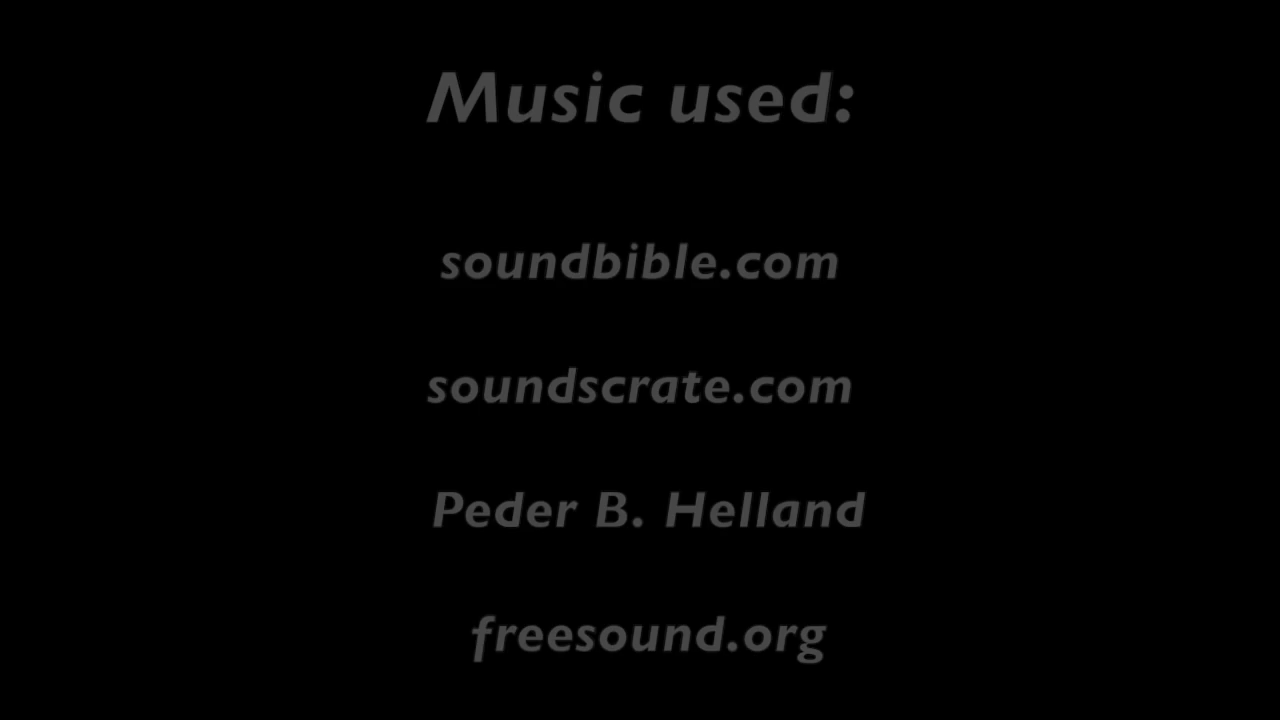 Music used:
soundbible.com
soundscrate.com
Peder B. Helland
freesound.org